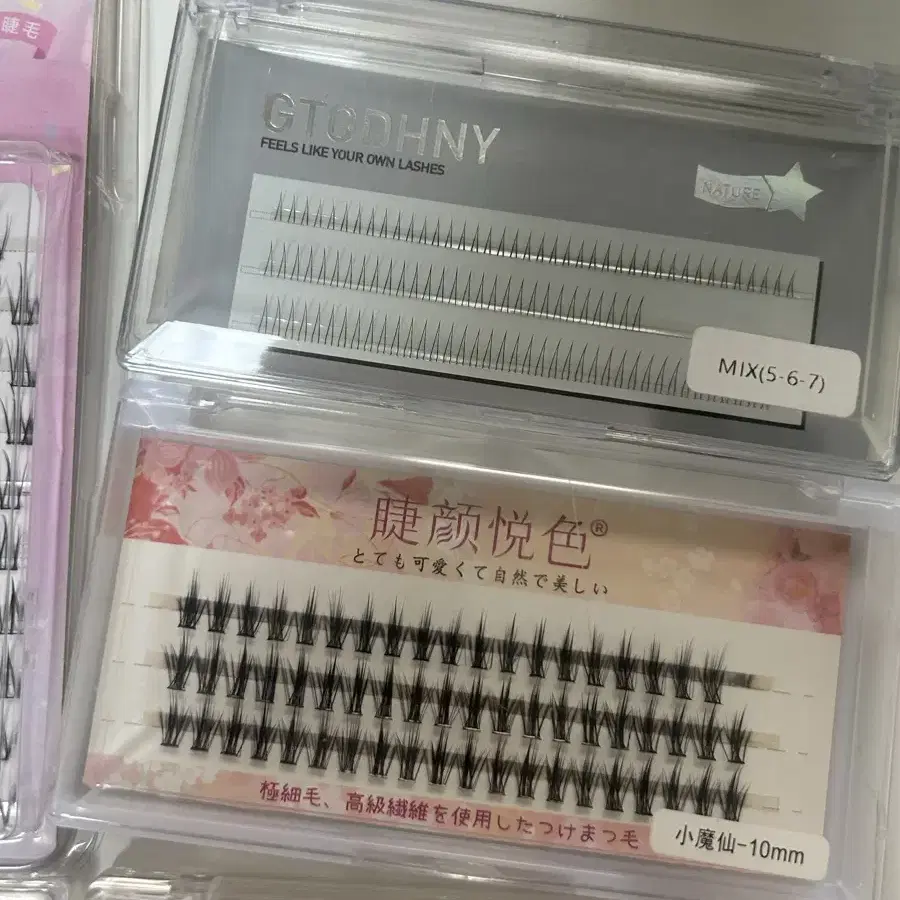 睫毛
GTCDHNY
FEELS LIKE YOUR OWN LASHES
NATURE
MIX(5-6-7)
睫颜悦色®
とても可愛くて自然で美しい
極細毛、高級繊維を使用したつけまつ毛
小魔仙-10mm